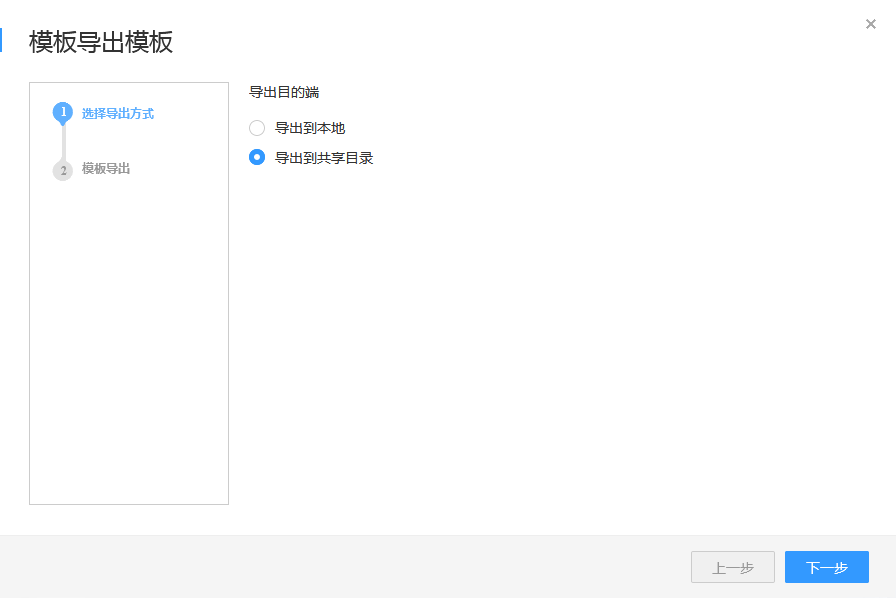 模板导出模板
1 选择导出方式
2 模板导出
导出目的端
导出到本地
导出到共享目录
上一步
下一步